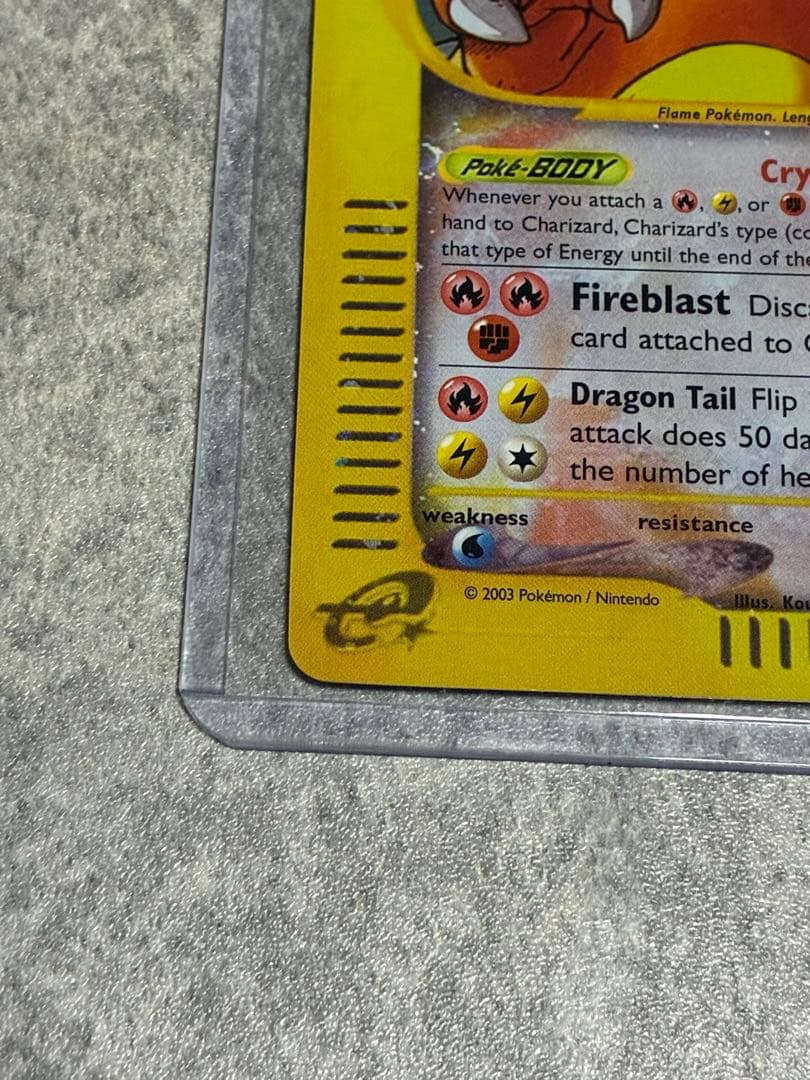 Flame Pokémon. Len
Poké-BODY
Cry
Whenever you attach a , , or
hand to Charizard, Charizard's type (co
that type of Energy until the end of the
Fireblast Disc
card attached to
Dragon Tail Flip
attack does 50 da
the number of he
weakness
resistance
© 2003 Pokémon / Nintendo
Illus. Kou
e